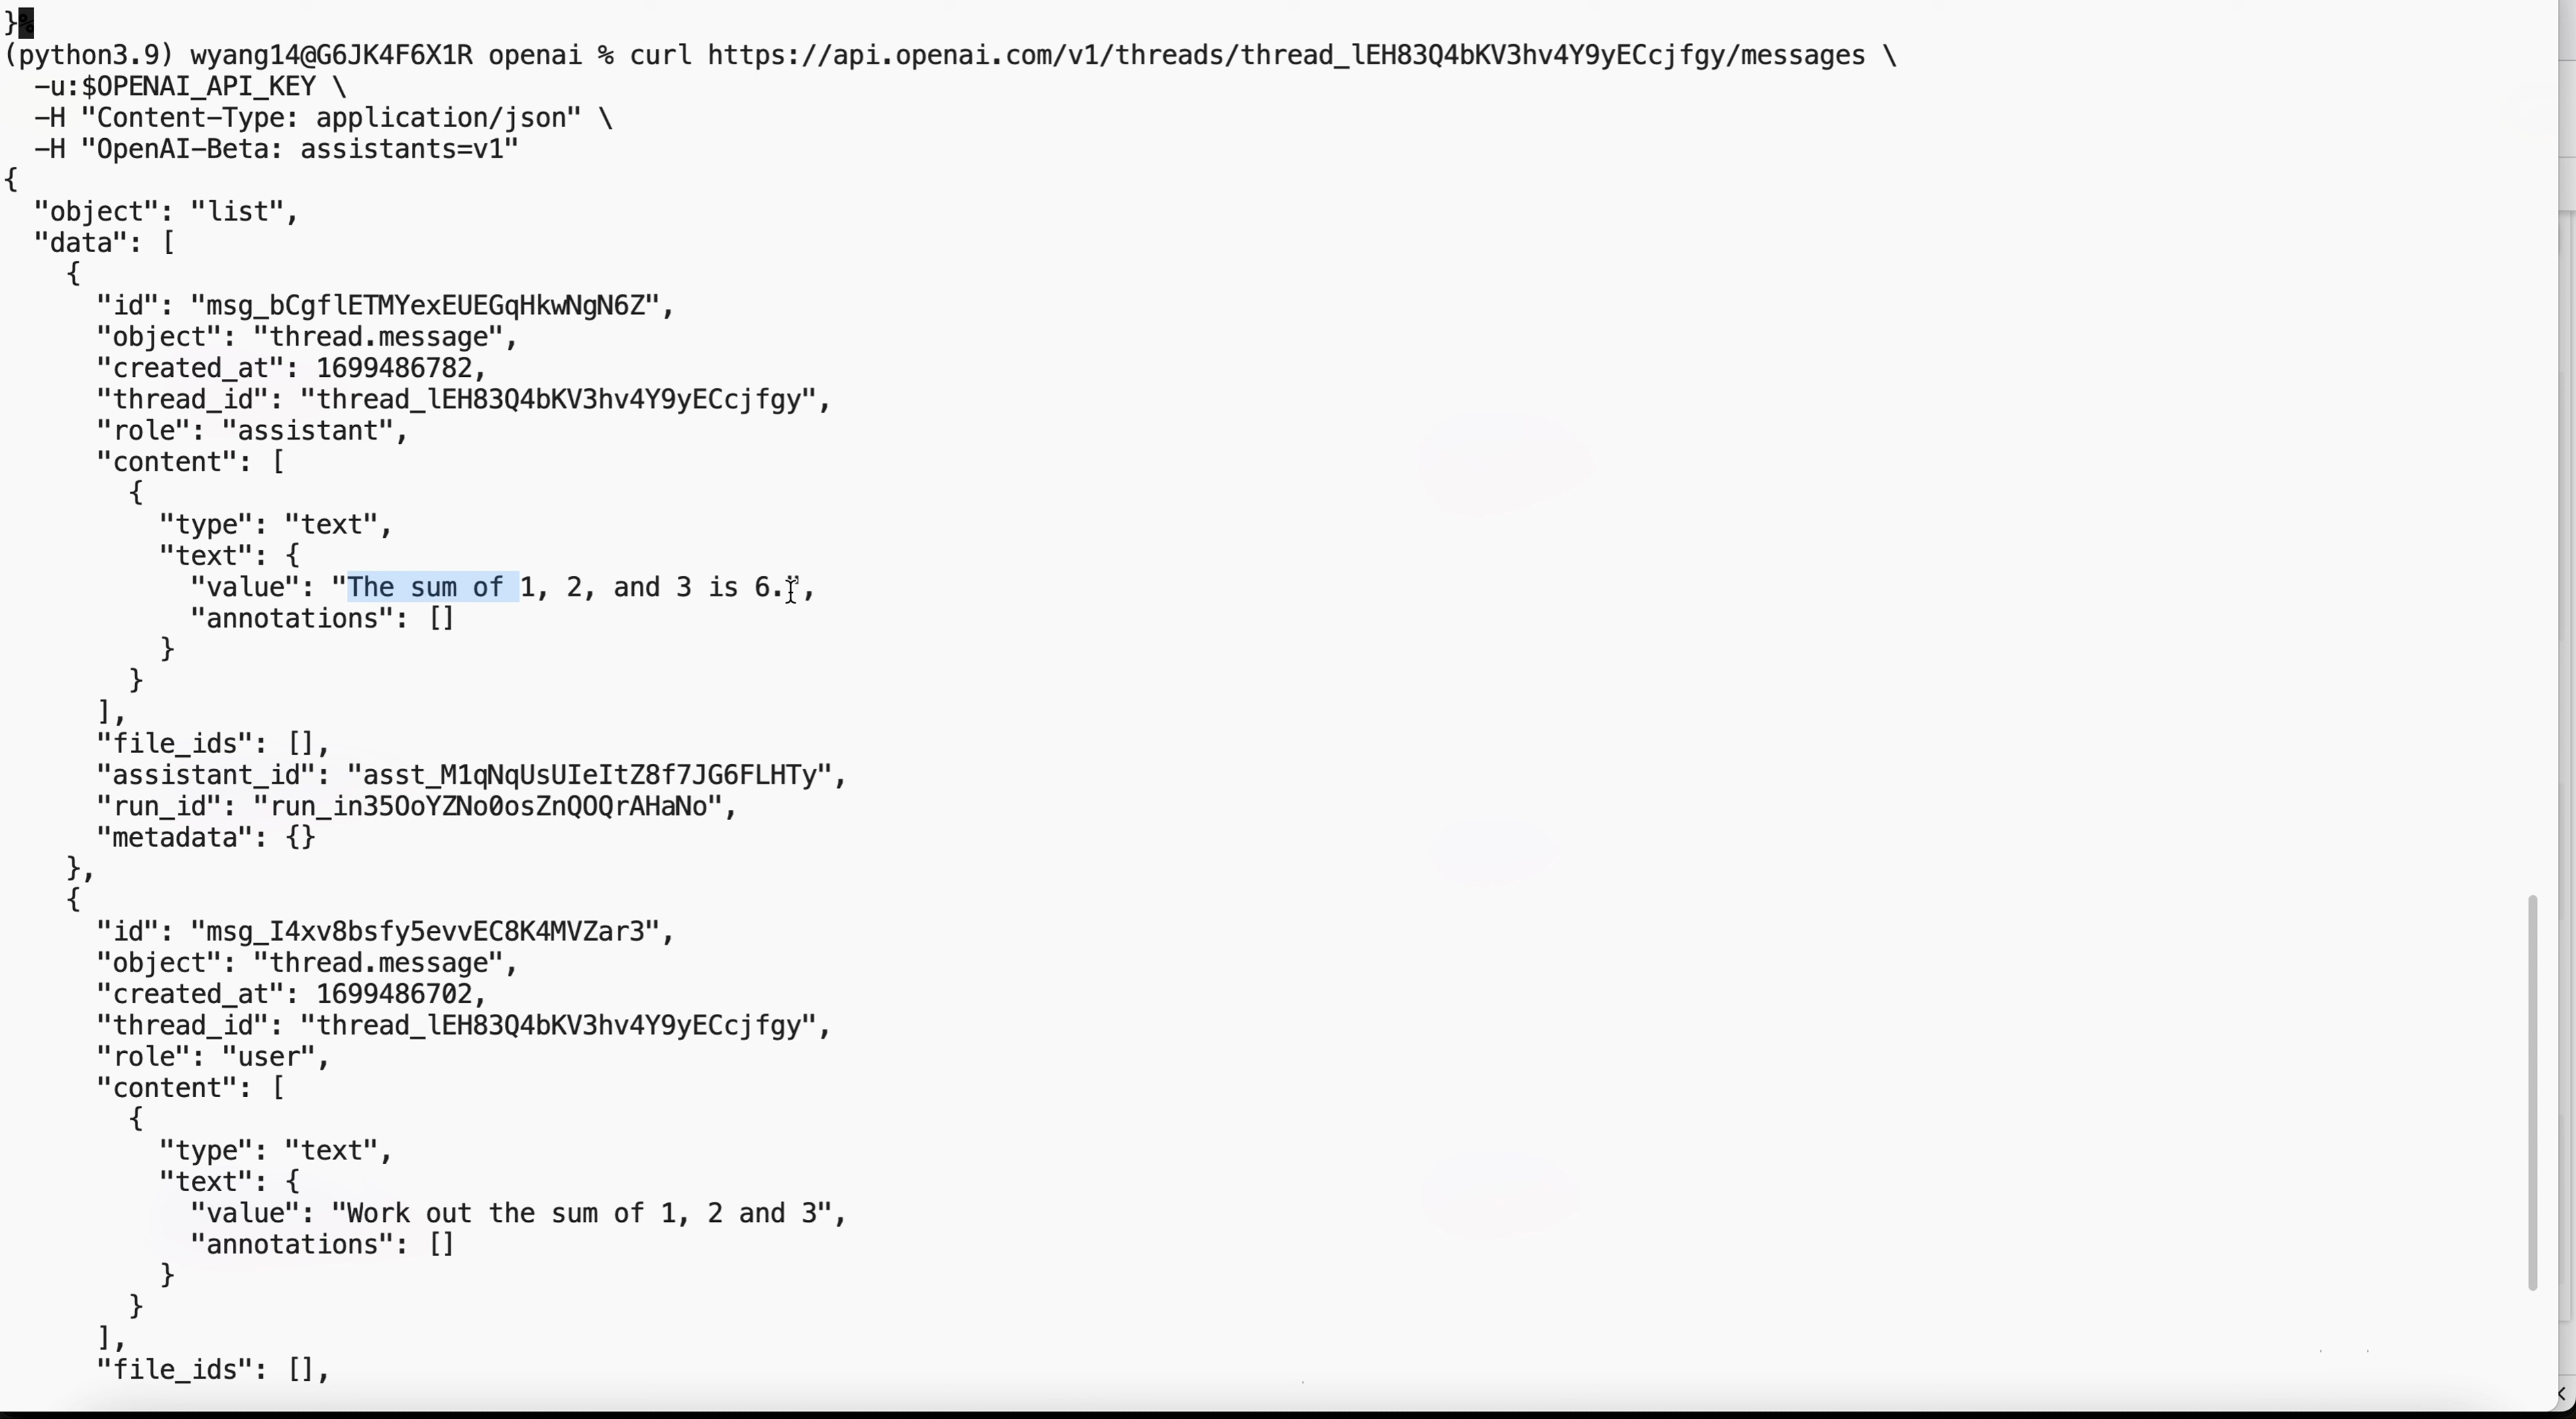 }%
(python3.9) wyang14@G6JK4F6X1R openai % curl https://api.openai.com/v1/threads/thread_lEH83Q4bKV3hv4Y9yECcjfgy/messages \
  -u:$OPENAI_API_KEY \
  -H "Content-Type: application/json" \
  -H "OpenAI-Beta: assistants=v1"
{
  "object": "list",
  "data": [
    {
      "id": "msg_bCgflETMYexEUEGqHkwNgN6Z",
      "object": "thread.message",
      "created_at": 1699486782,
      "thread_id": "thread_lEH83Q4bKV3hv4Y9yECcjfgy",
      "role": "assistant",
      "content": [
        {
          "type": "text",
          "text": {
            "value": "The sum of 1, 2, and 3 is 6.",
            "annotations": []
          }
        }
      ],
      "file_ids": [],
      "assistant_id": "asst_M1qNqUsUIeItZ8f7JG6FLHTy",
      "run_id": "run_in35OoYZNo0osZnQOQrAHaNo",
      "metadata": {}
    },
    {
      "id": "msg_I4xv8bsfy5evvEC8K4MVZar3",
      "object": "thread.message",
      "created_at": 1699486702,
      "thread_id": "thread_lEH83Q4bKV3hv4Y9yECcjfgy",
      "role": "user",
      "content": [
        {
          "type": "text",
          "text": {
            "value": "Work out the sum of 1, 2 and 3",
            "annotations": []
          }
        }
      ],
      "file_ids": [],